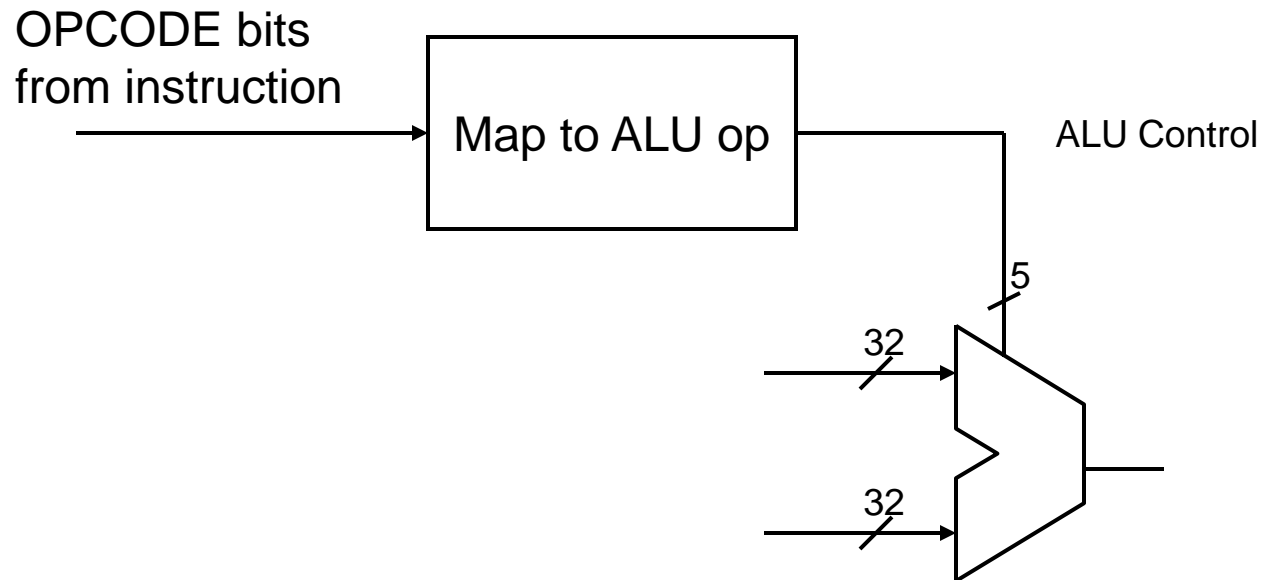 OPCODE bits
from instruction
Map to ALU op
ALU Control
5
32
32